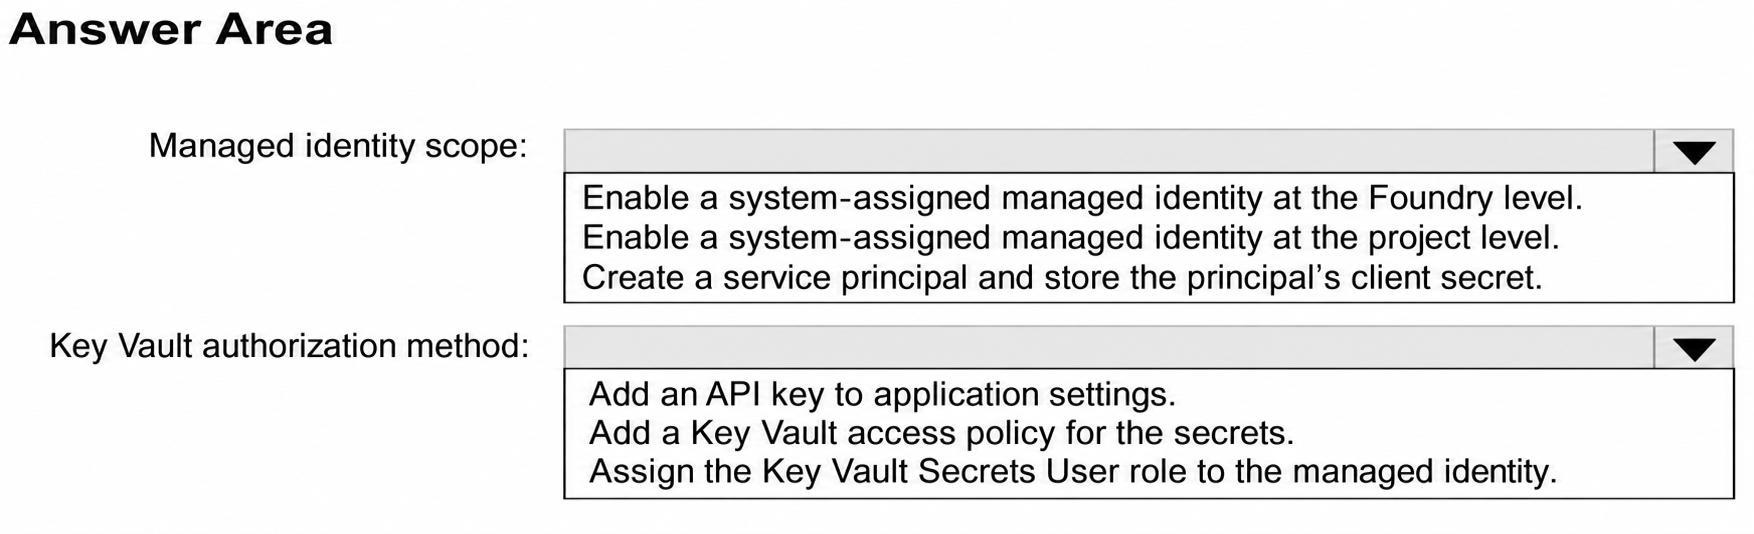 Answer Area
Managed identity scope:
Enable a system-assigned managed identity at the Foundry level.
Enable a system-assigned managed identity at the project level.
Create a service principal and store the principal’s client secret.
Key Vault authorization method:
Add an API key to application settings.
Add a Key Vault access policy for the secrets.
Assign the Key Vault Secrets User role to the managed identity.